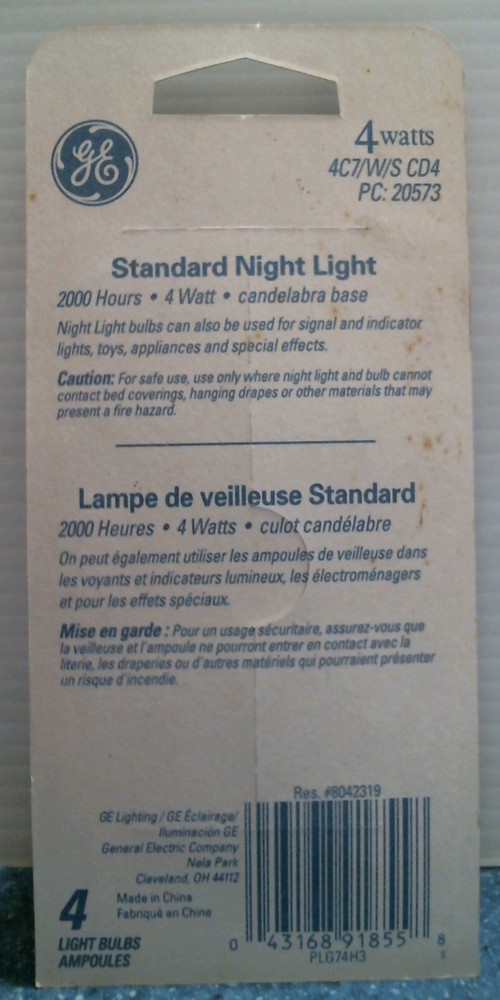 GE
4 watts
4C7/W/S CD4
PC: 20573
Standard Night Light
2000 Hours • 4 Watt • candelabra base
Night Light bulbs can also be used for signal and indicator
lights, toys, appliances and special effects.
Caution: For safe use, use only where night light and bulb cannot
contact bed coverings, hanging drapes or other materials that may
present a fire hazard.
Lampe de veilleuse Standard
2000 Heures • 4 Watts • culot candélabre
On peut également utiliser les ampoules de veilleuse dans
les voyants et indicateurs lumineux, les électroménagers
et pour les effets spéciaux.
Mise en garde : Pour un usage sécuritaire, assurez-vous que
la veilleuse et l'ampoule ne pourront entrer en contact avec la
literie, les draperies ou d'autres matériels qui pourraient présenter
un risque d'incendie.
Res. #8042319
GE Lighting / GE Éclairage/
Iluminación GE
General Electric Company
Nela Park
Cleveland, OH 44112
Made in China
Fabriqué en China
4
LIGHT BULBS
AMPOULES
0 43168 91855 8
PLG74H3